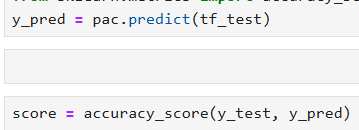 y_pred = pac.predict(tf_test)
score = accuracy_score(y_test, y_pred)